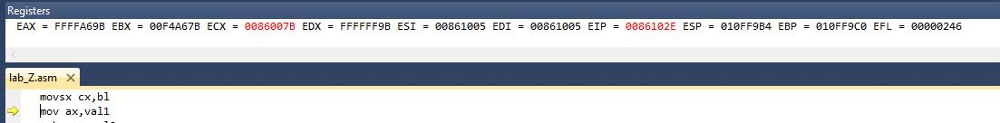 Registers
EAX = FFFFA69B EBX = 00F4A67B ECX = 0086007B EDX = FFFFFF9B ESI = 00861005 EDI = 00861005 EIP = 0086102E ESP = 010FF9B4 EBP = 010FF9C0 EFL = 00000246
lab_Z.asm
movsx cx,bl
mov ax,val1